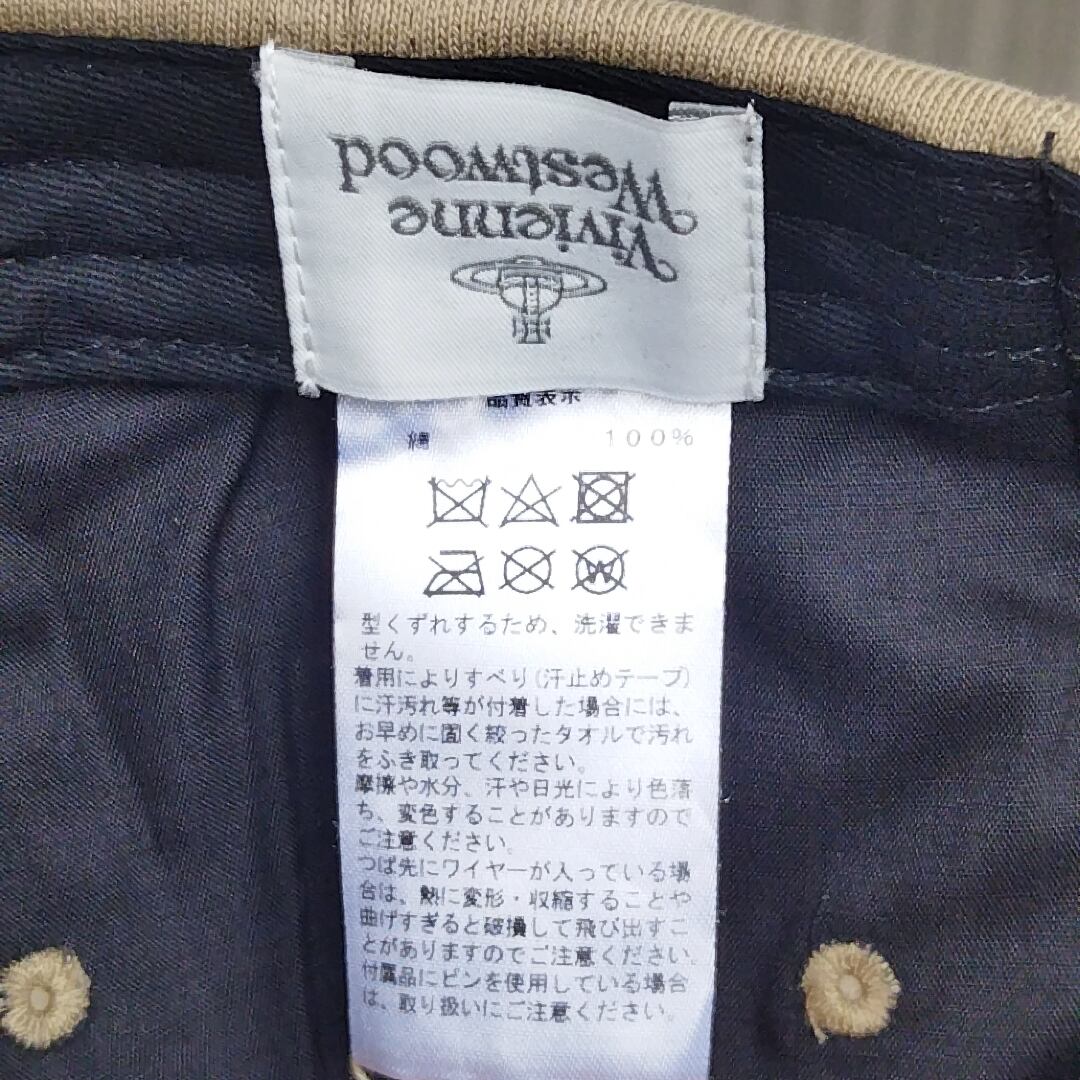 Vivienne
Westwood
品質表示
綿 100%
W
型くずれするため、洗濯できま
せん。
着用によりすべり(汗止めテープ)
に汗汚れ等が付着した場合には、
お早めに固く絞ったタオルで汚れ
をふき取ってください。
摩擦や水分、汗や日光により色落
ち、変色することがありますので
ご注意ください。
つば先にワイヤーが入っている場
合は、熱に変形・収縮することや
曲げすぎると破損して飛び出すこ
とがありますのでご注意ください。
付属品にピンを使用している場合
は、取り扱いにご注意ください。